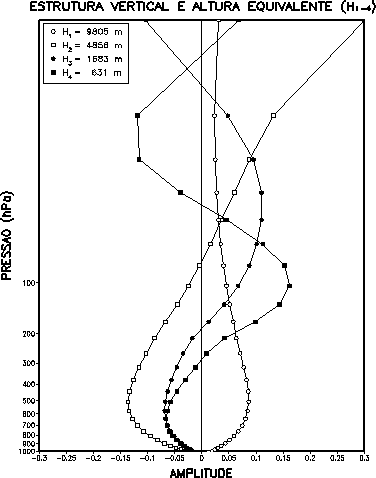 ESTRUTURA VERTICAL E ALTURA EQUIVALENTE (H1-4)
H1 = 9805 m
H2 = 4856 m
H3 = 1683 m
H4 = 631 m
PRESSAO (hPa)
100
200
300
400
500
600
700
800
900
1000
-0.3 -0.25 -0.2 -0.15 -0.1 -0.05 0 0.05 0.1 0.15 0.2 0.25 0.3
AMPLITUDE